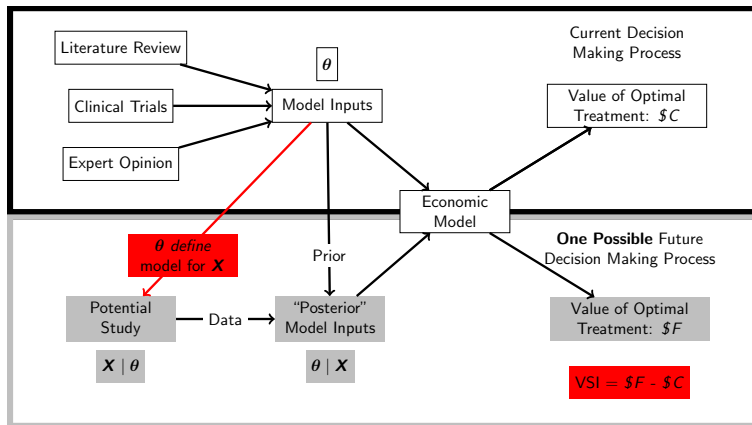 Literature Review
Clinical Trials
Expert Opinion
θ
Model Inputs
Current Decision
Making Process
Value of Optimal
Treatment: $C
Economic
Model
θ define
model for X
Prior
One Possible Future
Decision Making Process
Potential
Study
Data
“Posterior”
Model Inputs
Value of Optimal
Treatment: $F
X | θ
θ | X
VSI = $F - $C